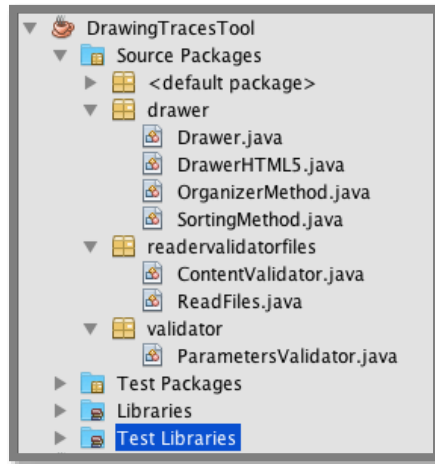 DrawingTracesTool
Source Packages
<default package>
drawer
Drawer.java
DrawerHTML5.java
OrganizerMethod.java
SortingMethod.java
readervalidatorfiles
ContentValidator.java
ReadFiles.java
validator
ParametersValidator.java
Test Packages
Libraries
Test Libraries